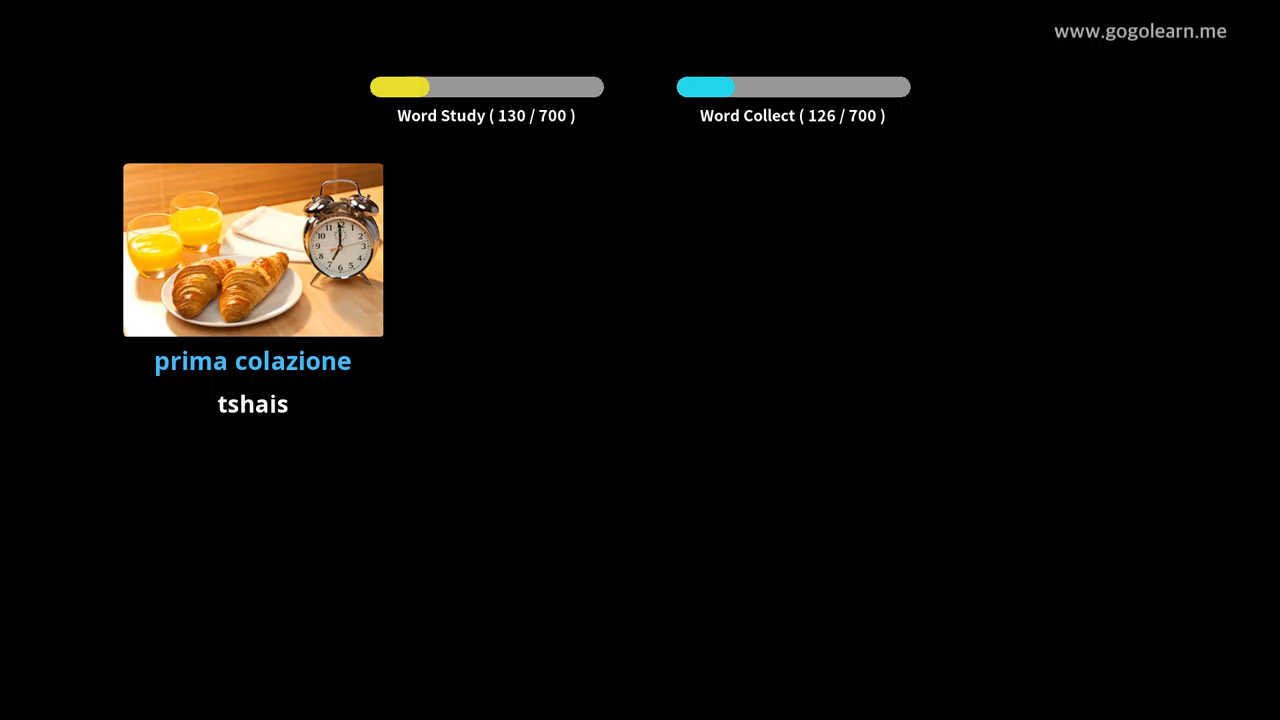 www.gogolearn.me
Word Study ( 130 / 700 )
Word Collect ( 126 / 700 )
prima colazione
tshais